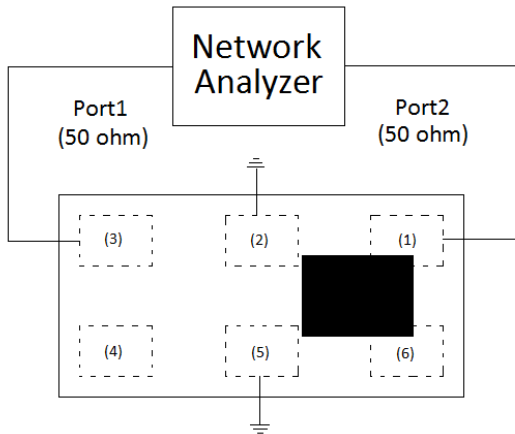 Network
Analyzer
Port1
(50 ohm)
Port2
(50 ohm)
(3)
(2)
(1)
(4)
(5)
(6)